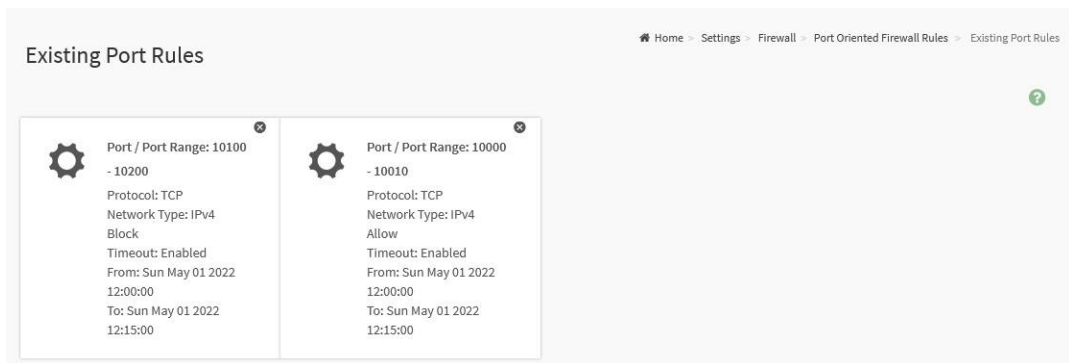 Existing Port Rules
Home > Settings > Firewall > Port Oriented Firewall Rules > Existing Port Rules
Port / Port Range: 10100
- 10200
Protocol: TCP
Network Type: IPv4
Block
Timeout: Enabled
From: Sun May 01 2022
12:00:00
To: Sun May 01 2022
12:15:00
Port / Port Range: 10000
- 10010
Protocol: TCP
Network Type: IPv4
Allow
Timeout: Enabled
From: Sun May 01 2022
12:00:00
To: Sun May 01 2022
12:15:00